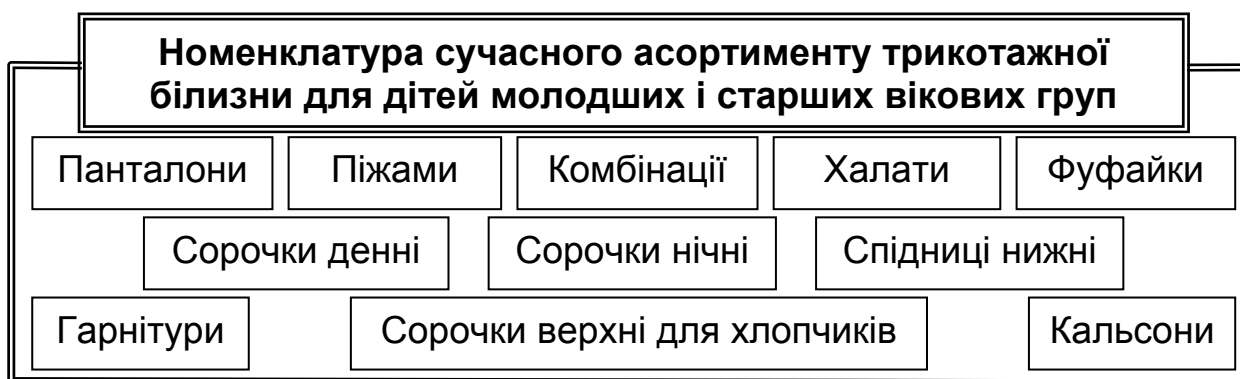 Номенклатура сучасного асортименту трикотажної
білизни для дітей молодших і старших вікових груп
Панталони Піжами Комбінації Халати Фуфайки
Сорочки денні Сорочки нічні Спідниці нижні
Гарнітури Сорочки верхні для хлопчиків Кальсони